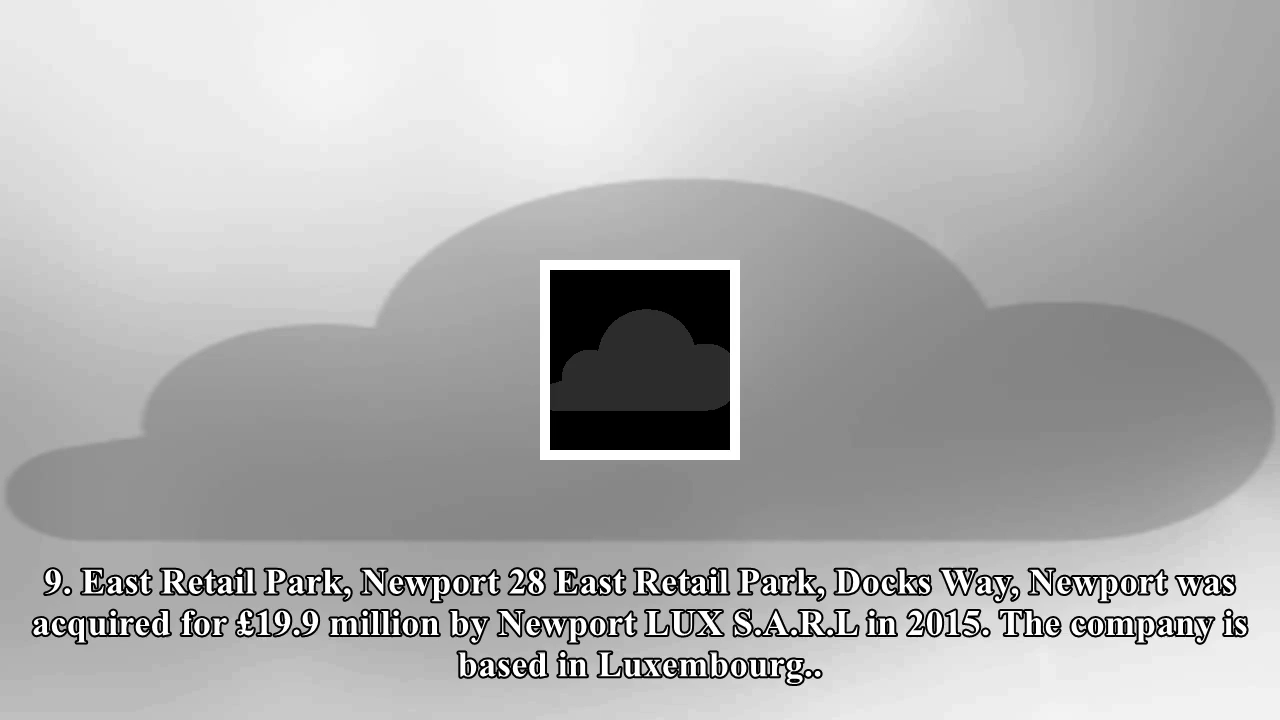 9. East Retail Park, Newport 28 East Retail Park, Docks Way, Newport was
acquired for £19.9 million by Newport LUX S.A.R.L in 2015. The company is
based in Luxembourg..